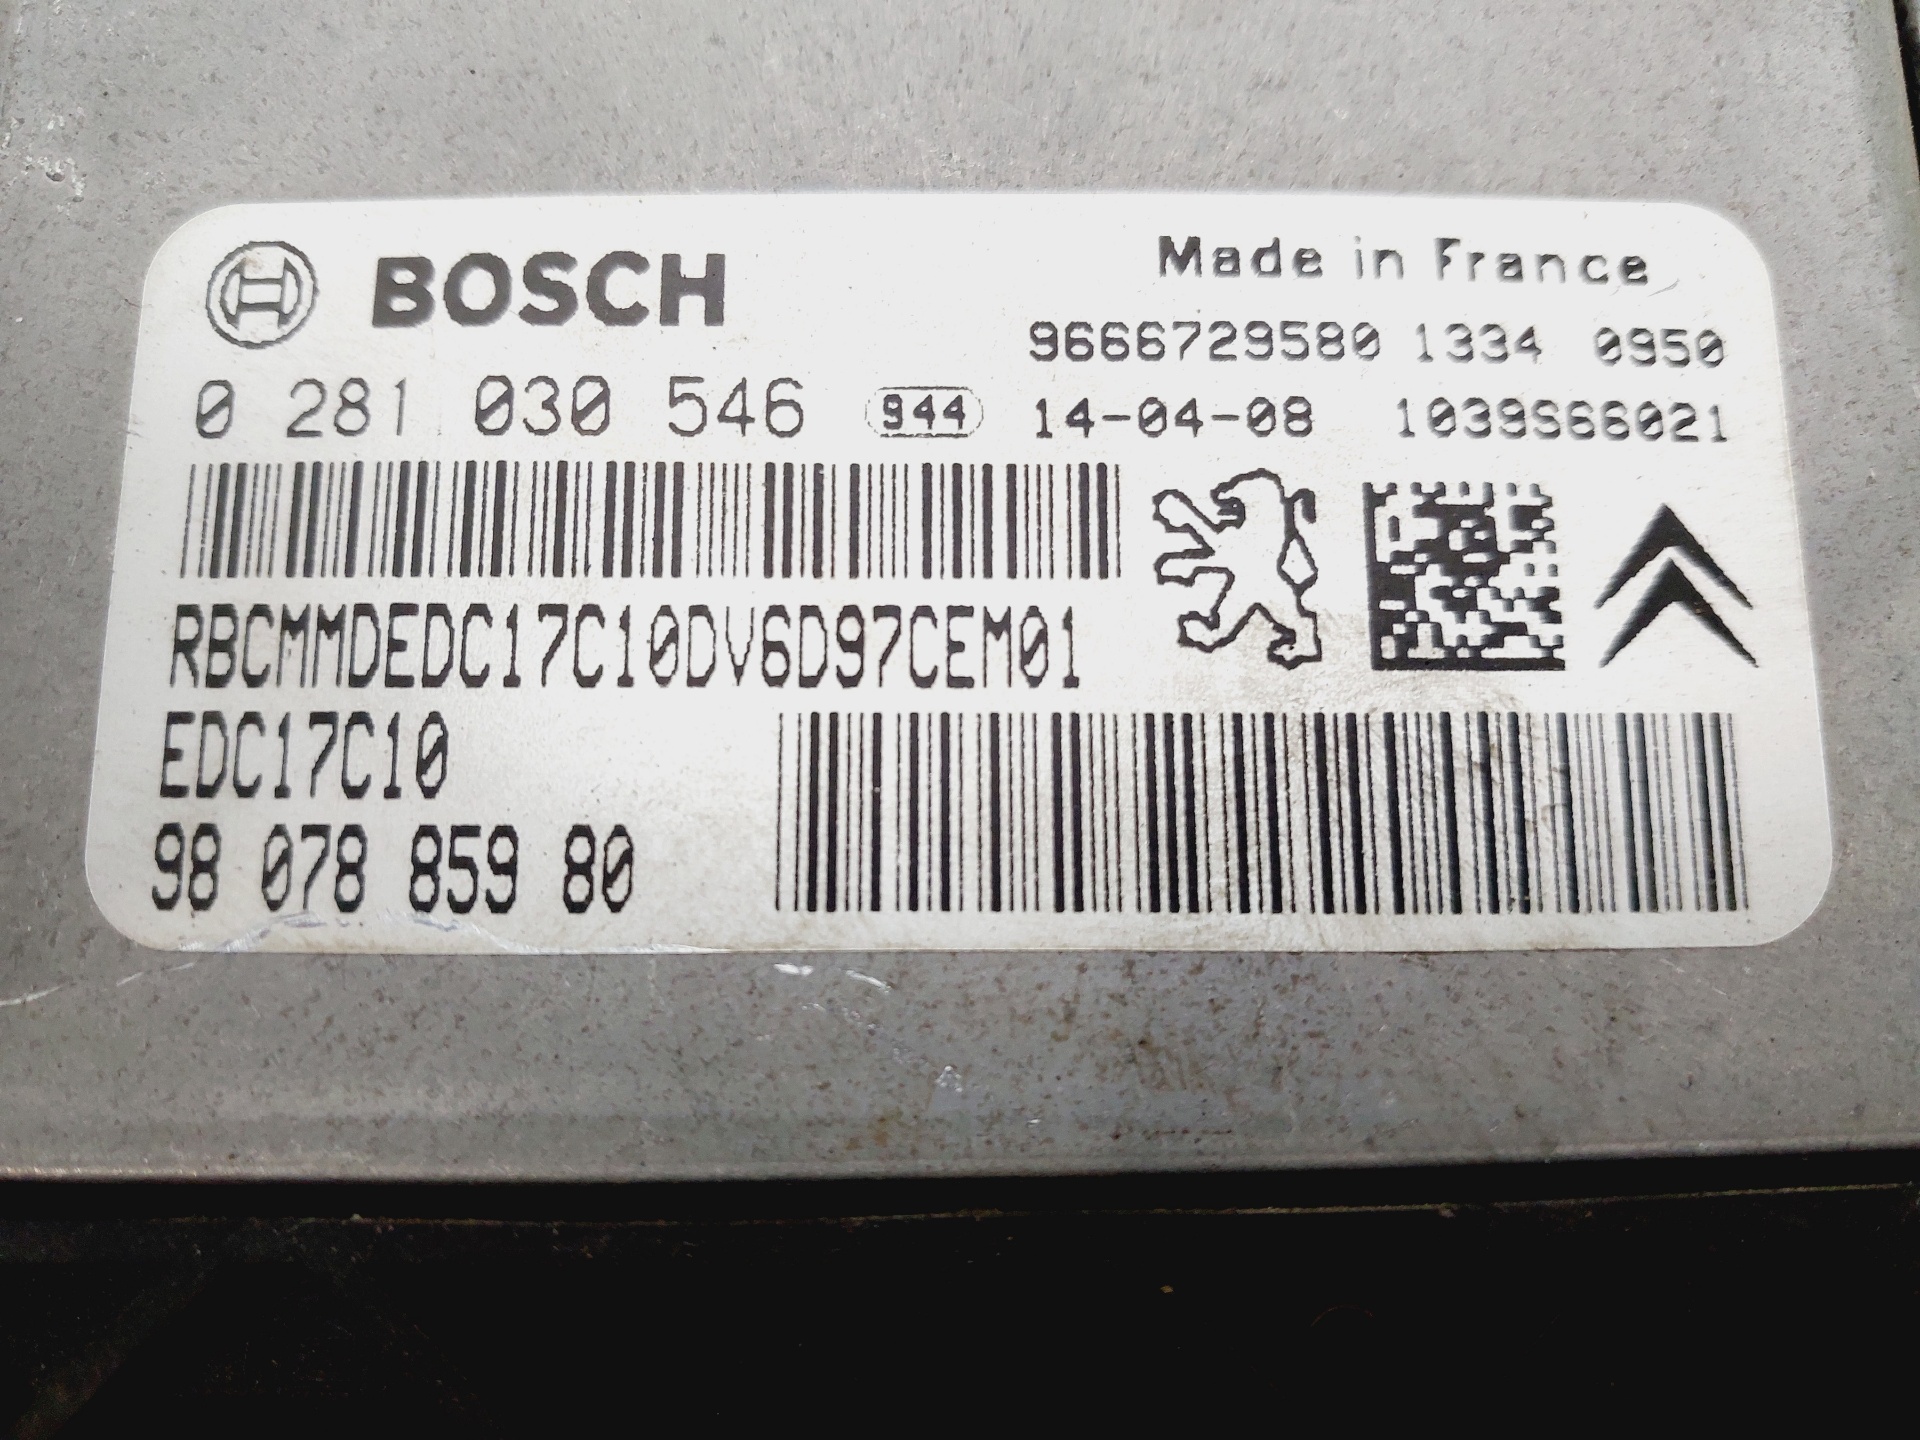 BOSCH
Made in France
9666729580 1334 0950
0 281 030 546 944 14-04-08 1039S66021
RBCMMDEDC17C10DV6D97CEM01
EDC17C10
98 078 859 80